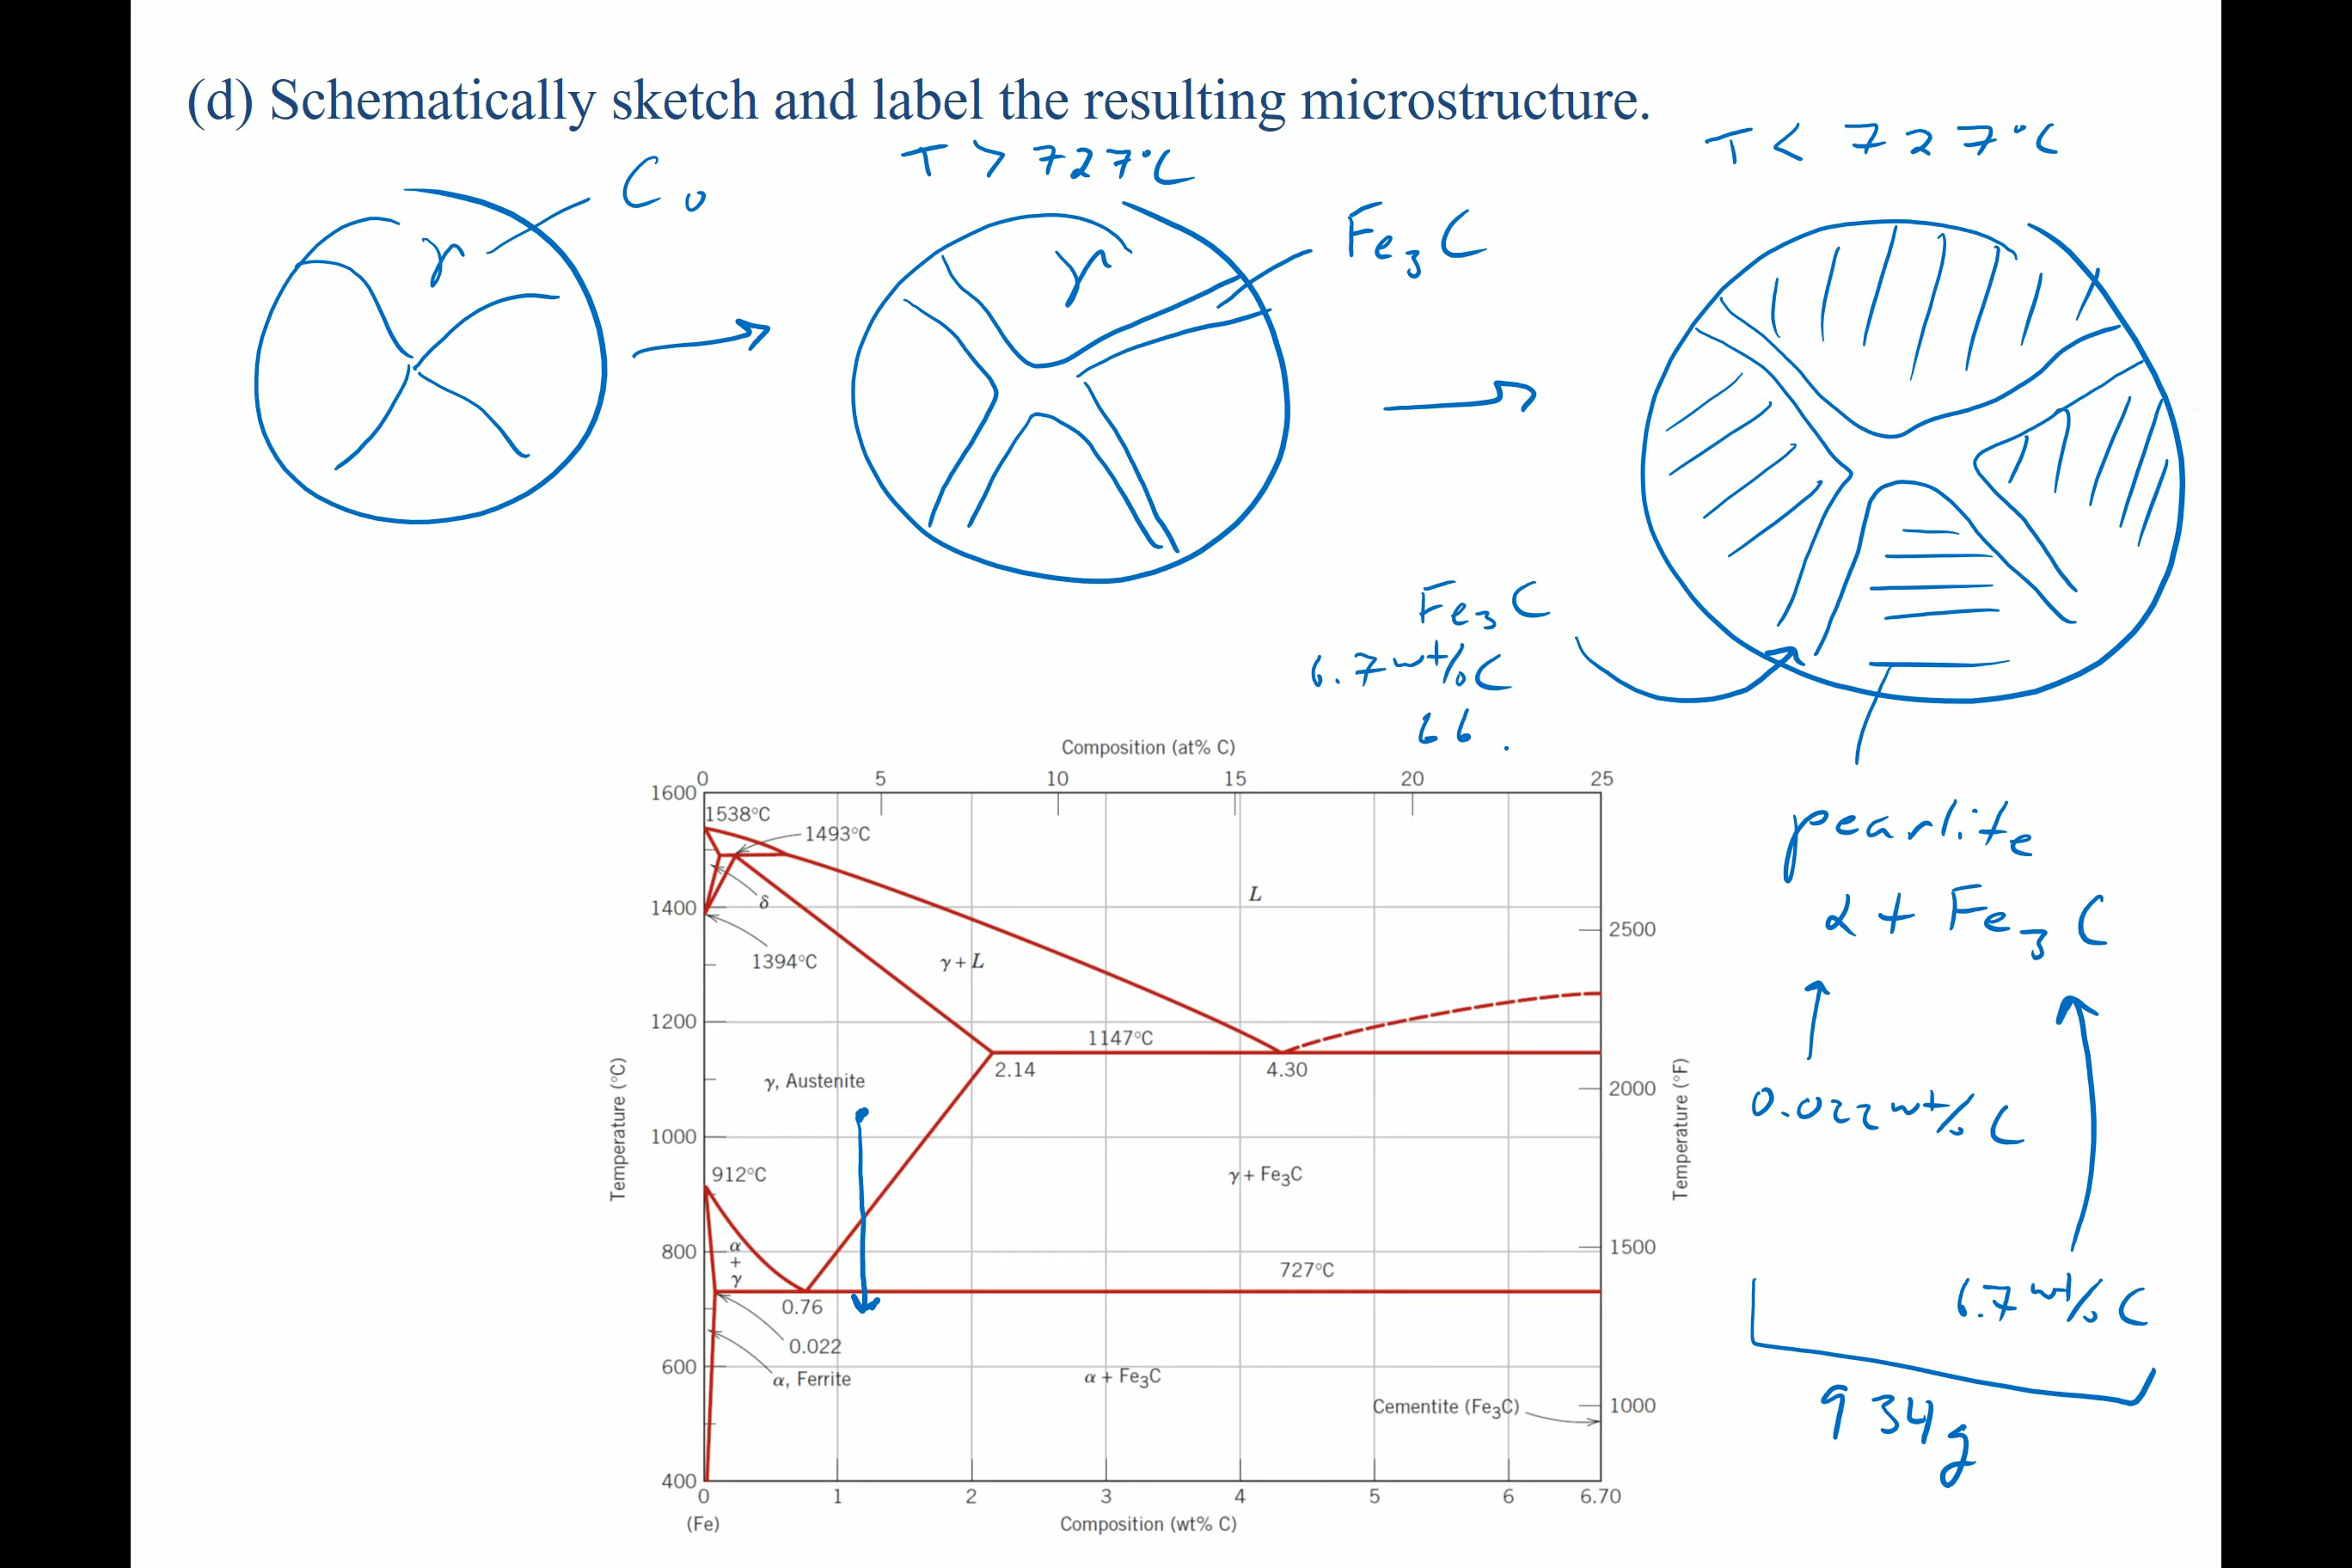 (d) Schematically sketch and label the resulting microstructure.
C₀
γ
T > 727°C
Fe₃C
γ
T < 727°C
Fe₃C
6.7 wt% C
66.
pearlite
α + Fe₃C
0.022 wt% C
6.7 wt% C
934g
Composition (at% C)
0 5 10 15 20 25
1600
1538°C
1493°C
L
δ
1400
2500
1394°C
γ + L
1200
1147°C
2.14
4.30
γ, Austenite
2000
1000
912°C
γ + Fe₃C
α
+
γ
800
1500
727°C
0.76
0.022
600
α, Ferrite
α + Fe₃C
Cementite (Fe₃C)
1000
400
Temperature (°C)
Temperature (°F)
0 1 2 3 4 5 6 6.70
(Fe)
Composition (wt% C)